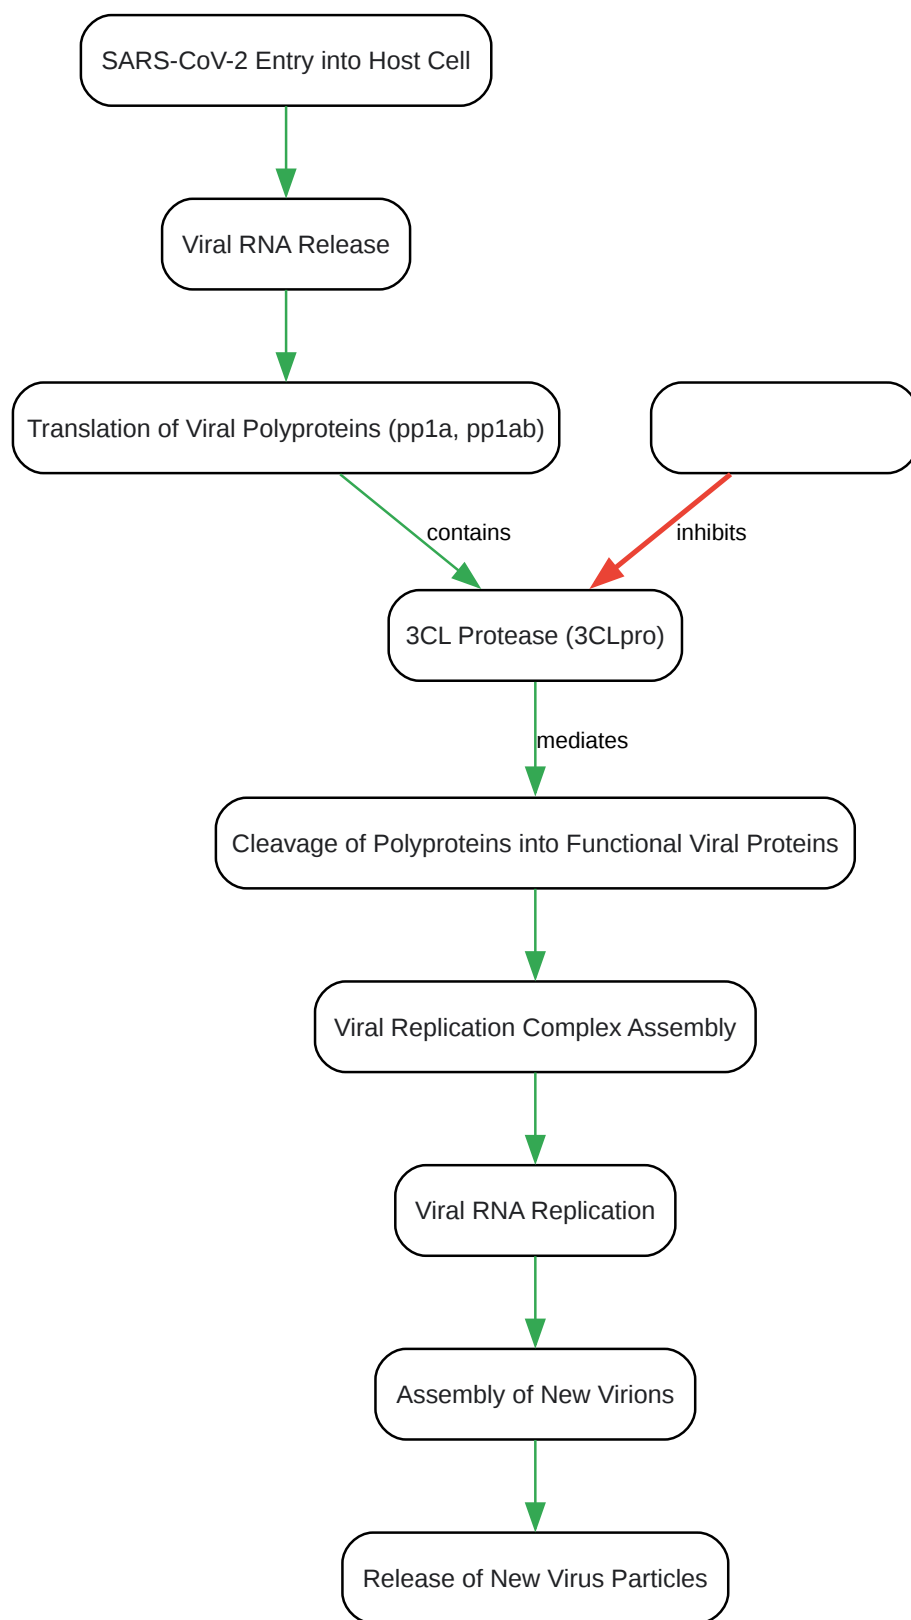 SARS-CoV-2 Entry into Host Cell
Viral RNA Release
Translation of Viral Polyproteins (pp1a, pp1ab)
contains
inhibits
3CL Protease (3CLpro)
mediates
Cleavage of Polyproteins into Functional Viral Proteins
Viral Replication Complex Assembly
Viral RNA Replication
Assembly of New Virions
Release of New Virus Particles